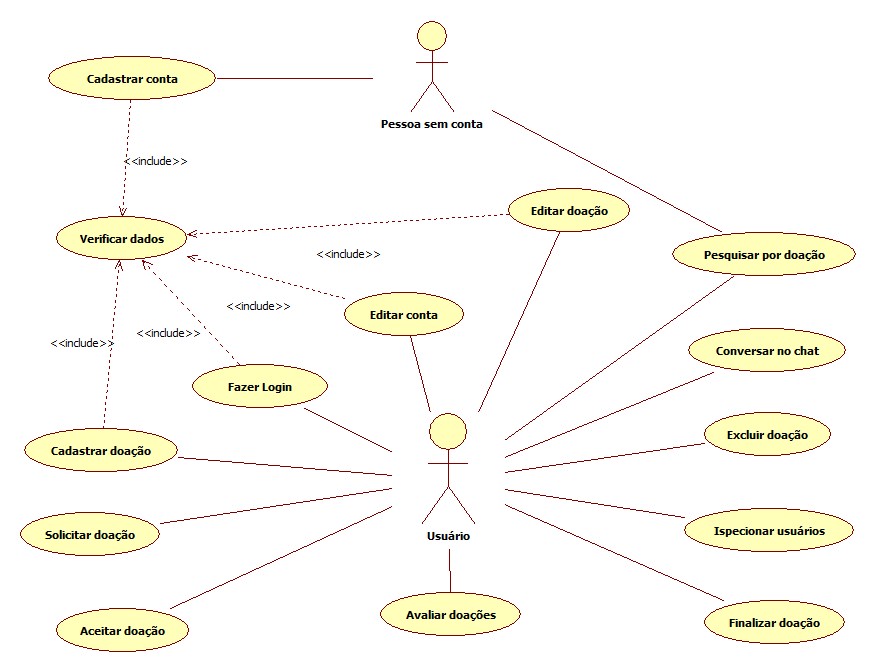 Cadastrar conta
Pessoa sem conta
<<include>>
Editar doação
Verificar dados
<<include>>
Pesquisar por doação
<<include>>
Editar conta
<<include>>
<<include>>
Conversar no chat
Fazer Login
Excluir doação
Cadastrar doação
Ispecionar usuários
Solicitar doação
Usuário
Avaliar doações
Finalizar doação
Aceitar doação